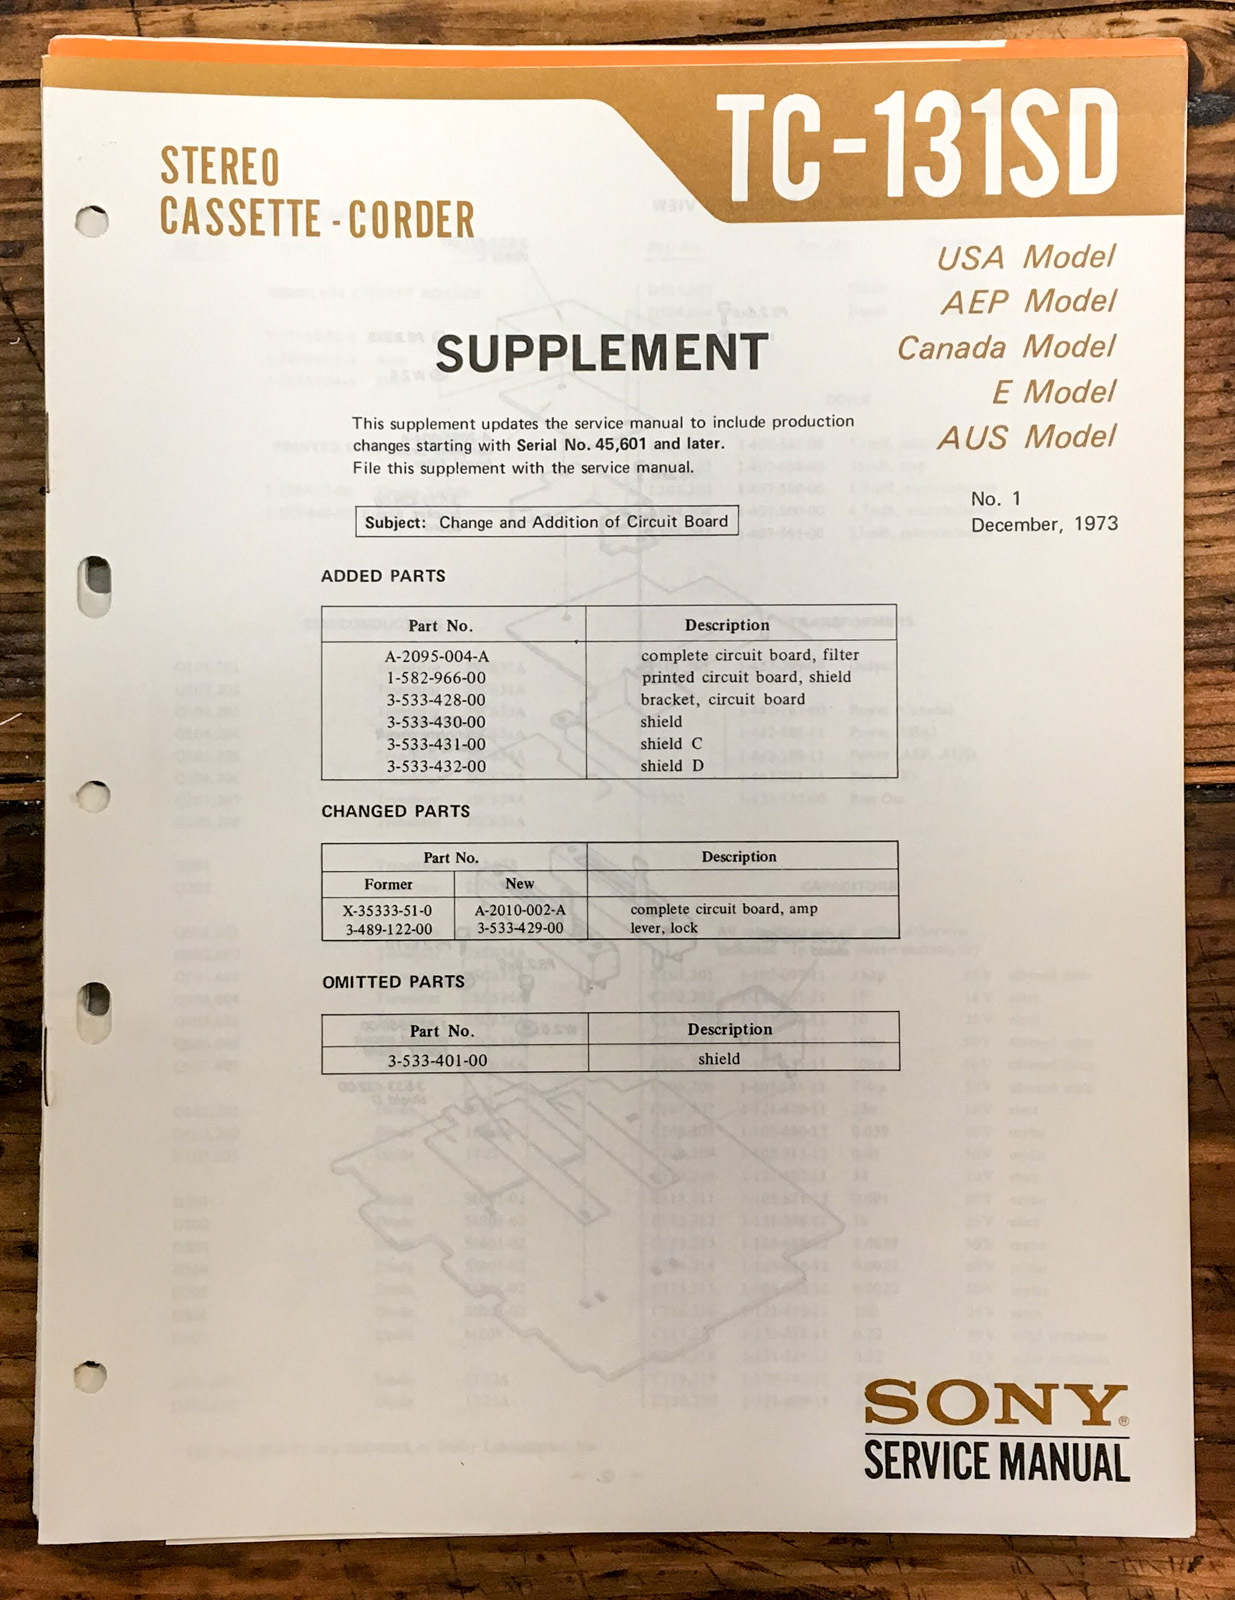 TC-131SD
STEREO
CASSETTE-CORDER
USA Model
AEP Model
Canada Model
E Model
AUS Model
SUPPLEMENT
This supplement updates the service manual to include production
changes starting with Serial No. 45,601 and later.
File this supplement with the service manual.
No. 1
December, 1973
Subject: Change and Addition of Circuit Board
ADDED PARTS
Part No. Description
A-2095-004-A complete circuit board, filter
1-582-966-00 printed circuit board, shield
3-533-428-00 bracket, circuit board
3-533-430-00 shield
3-533-431-00 shield C
3-533-432-00 shield D
CHANGED PARTS
Part No. Description
Former New
X-35333-51-0 A-2010-002-A complete circuit board, amp
3-489-122-00 3-533-429-00 lever, lock
OMITTED PARTS
Part No. Description
3-533-401-00 shield
SONY®
SERVICE MANUAL